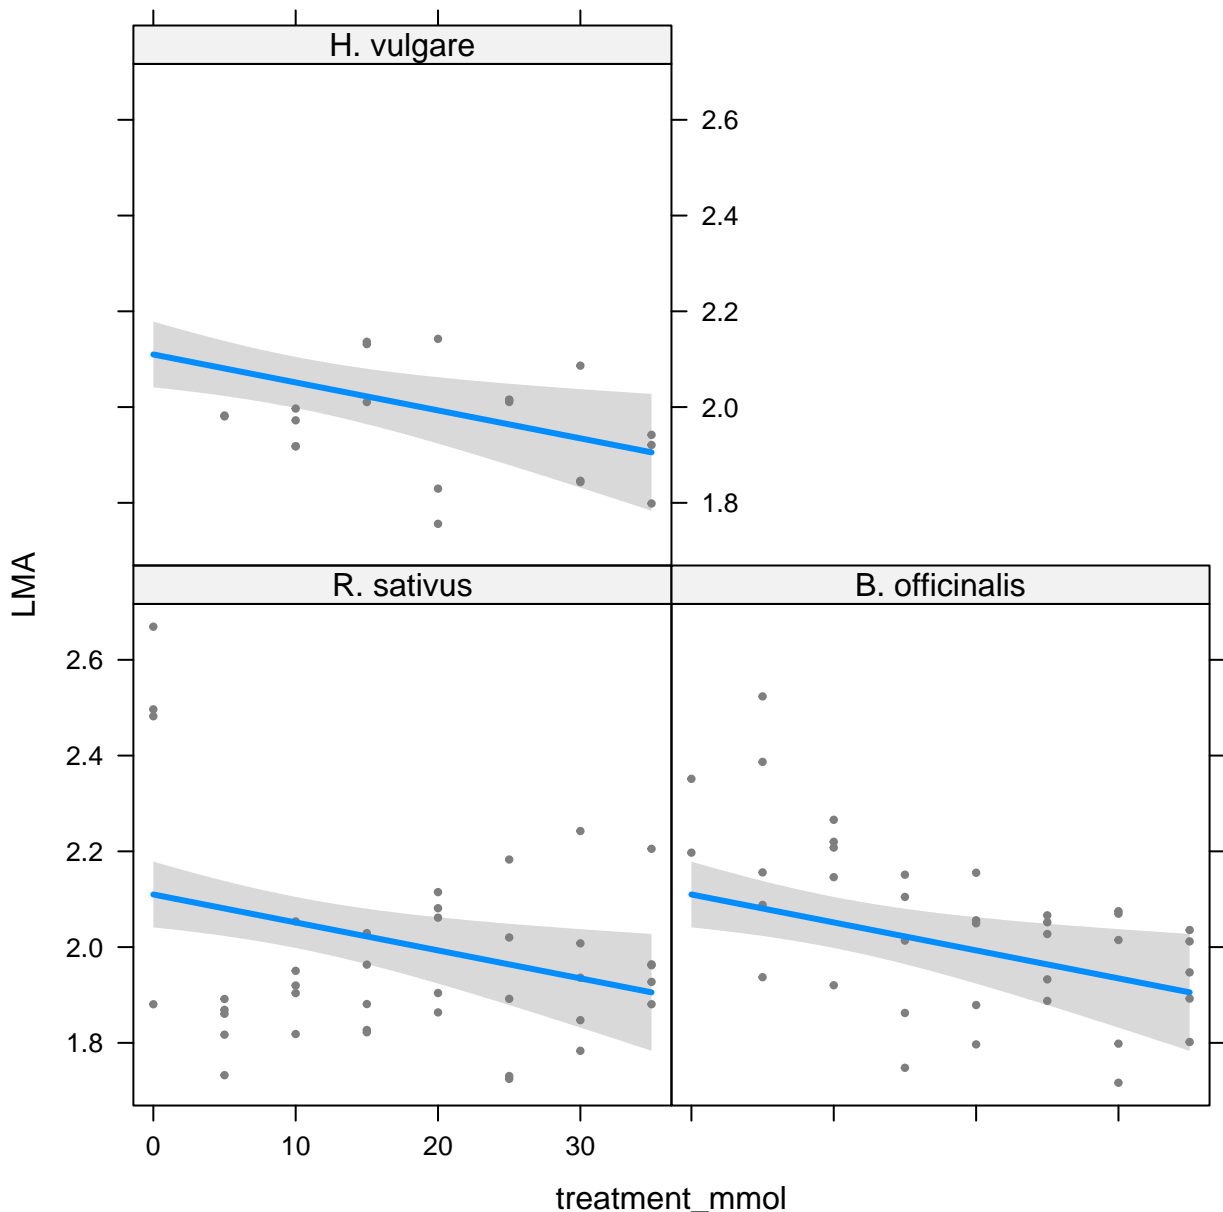 H. vulgare
2.6
2.4
2.2
2.0
1.8
LMA
R. sativus
B. officinalis
2.6
2.4
2.2
2.0
1.8
0 10 20 30
treatment_mmol